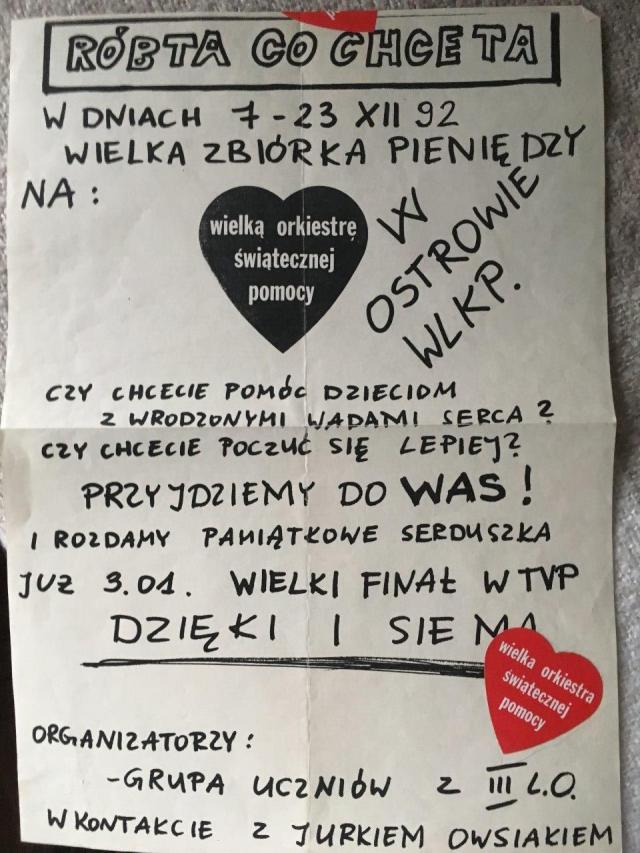 RÓBTA CO CHCETA
W DNIACH 7-23 XII 92
WIELKA ZBIÓRKA PIENIĘDZY
NA:
wielką orkiestrę
świątecznej
pomocy
W
OSTROWIE
WLKP.
CZY CHCECIE POMÓC DZIECIOM
Z WRODZONYMI WADAMI SERCA?
CZY CHCECIE POCZUĆ SIĘ LEPIEJ?
PRZYJDZIEMY DO WAS!
I ROZDAMY PAMIĄTKOWE SERDUSZKA
JUZ 3.01. WIELKI FINAŁ W TVP
DZIĘKI I SIEMA
wielka orkiestra
świątecznej
pomocy
ORGANIZATORZY:
-GRUPA UCZNIÓW Z III L.O.
W KONTAKCIE Z JURKIEM OWSIAKIEM